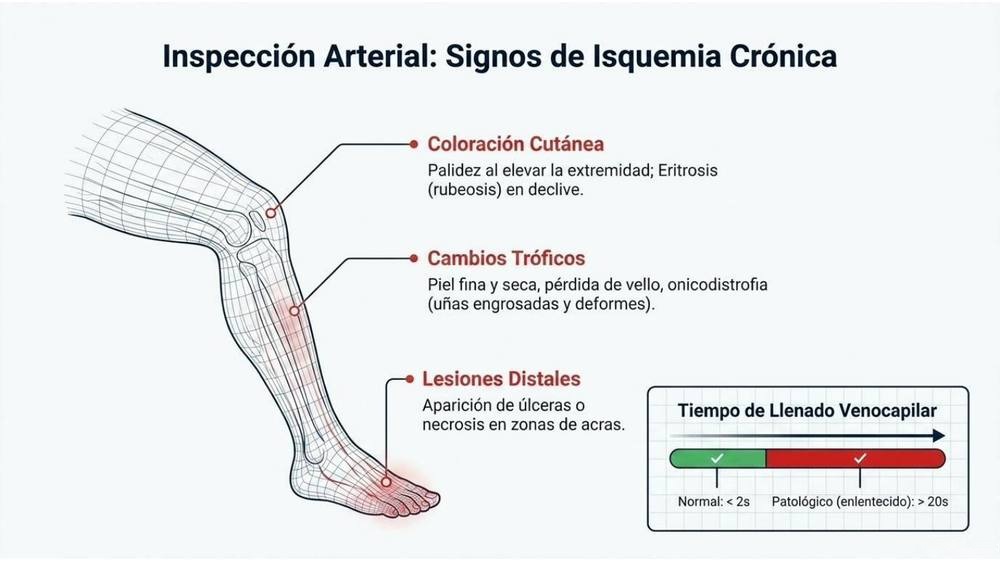 Inspección Arterial: Signos de Isquemia Crónica
Coloración Cutánea
Palidez al elevar la extremidad; Eritrosis
(rubeosis) en declive.
Cambios Tróficos
Piel fina y seca, pérdida de vello, onicodistrofia
(uñas engrosadas y deformes).
Lesiones Distales
Aparición de úlceras o
necrosis en zonas de acras.
Tiempo de Llenado Venocapilar
Normal: < 2s
Patológico (enlentecido): > 20s